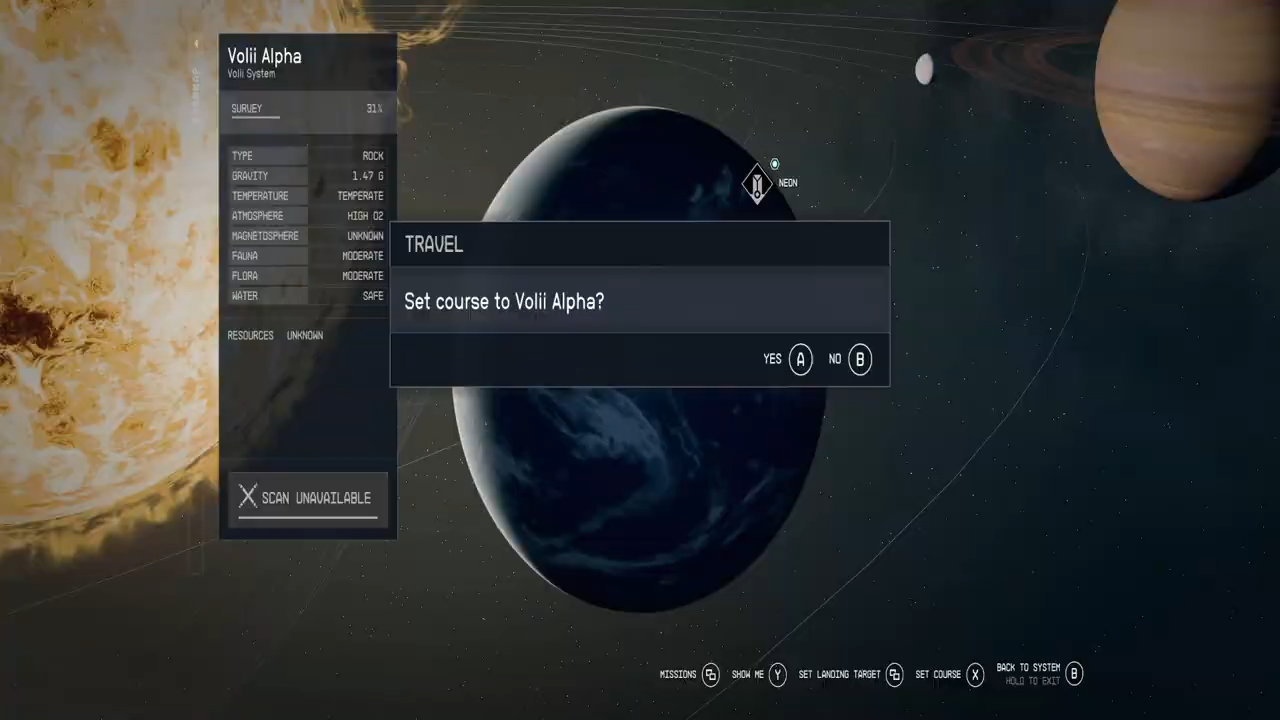 Volii Alpha
Volii System
SURVEY 31%
TYPE ROCK
GRAVITY 1.47 G
TEMPERATURE TEMPERATE
ATMOSPHERE HIGH O2
MAGNETOSPHERE UNKNOWN
FAUNA MODERATE
FLORA MODERATE
WATER SAFE
RESOURCES UNKNOWN
X SCAN UNAVAILABLE
NEON
TRAVEL
Set course to Volii Alpha?
YES A NO B
MISSIONS SHOW ME Y SET LANDING TARGET SET COURSE X BACK TO SYSTEM B
HOLD TO EXIT